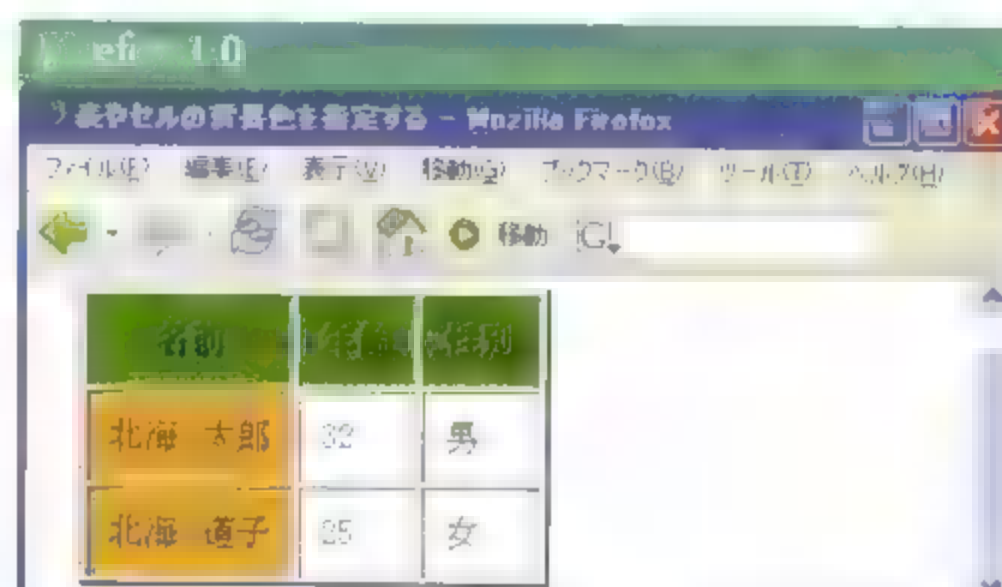 1.0
表やセルの背景色を指定する - Mozilla Firefox
ファイル(F) 編集(E) 表示(V) 移動(G) ブックマーク(B) ツール(T) ヘルプ(H)
移動 G
名前 性別
北海 太郎 32 男
北海 道子 25 女